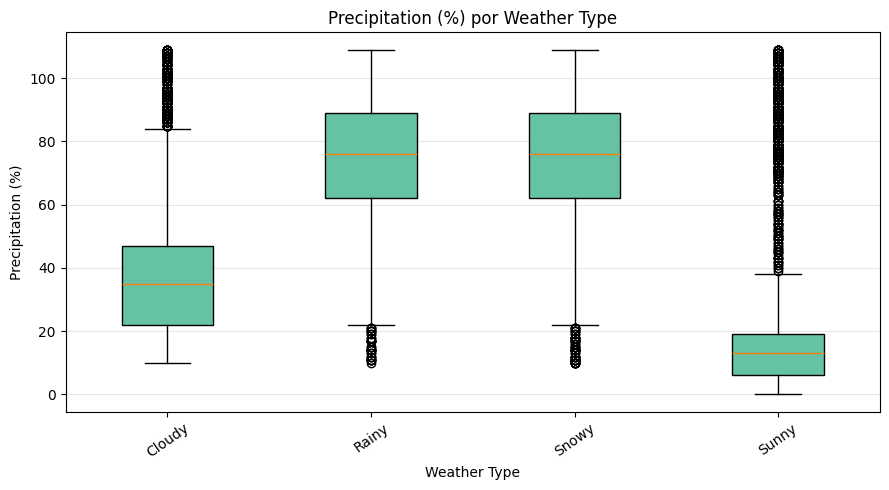 Precipitation (%) por Weather Type
Precipitation (%)
100
80
60
40
20
0
Cloudy
Rainy
Snowy
Sunny
Weather Type